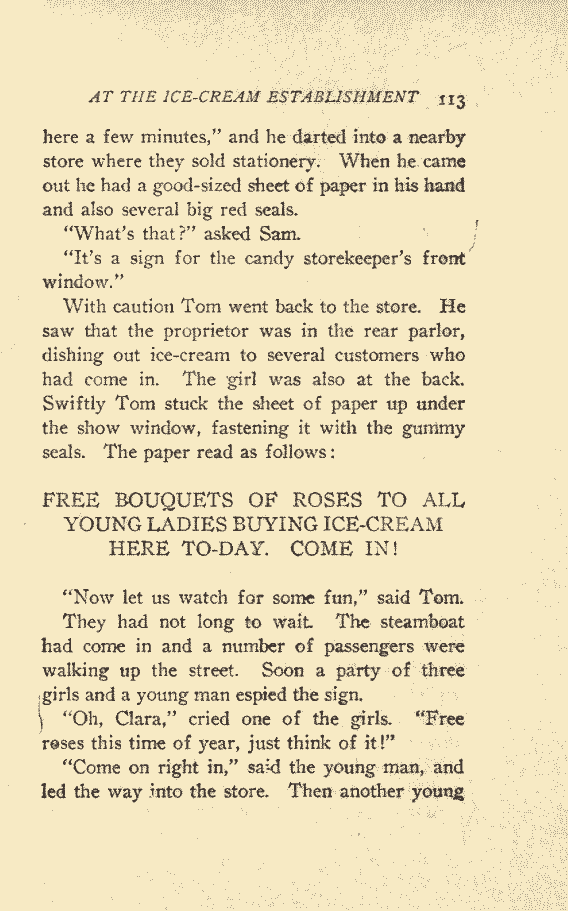 AT THE ICE-CREAM ESTABLISHMENT 113
here a few minutes,” and he darted into a nearby
store where they sold stationery. When he came
out he had a good-sized sheet of paper in his hand
and also several big red seals.
“What’s that?” asked Sam.
“It’s a sign for the candy storekeeper’s front
window.”
With caution Tom went back to the store. He
saw that the proprietor was in the rear parlor,
dishing out ice-cream to several customers who
had come in. The girl was also at the back.
Swiftly Tom stuck the sheet of paper up under
the show window, fastening it with the gummy
seals. The paper read as follows:
FREE BOUQUETS OF ROSES TO ALL
YOUNG LADIES BUYING ICE-CREAM
HERE TO-DAY. COME IN!
“Now let us watch for some fun,” said Tom.
They had not long to wait. The steamboat
had come in and a number of passengers were
walking up the street. Soon a party of three
girls and a young man espied the sign.
“Oh, Clara,” cried one of the girls. “Free
roses this time of year, just think of it!”
“Come on right in,” said the young man, and
led the way into the store. Then another young